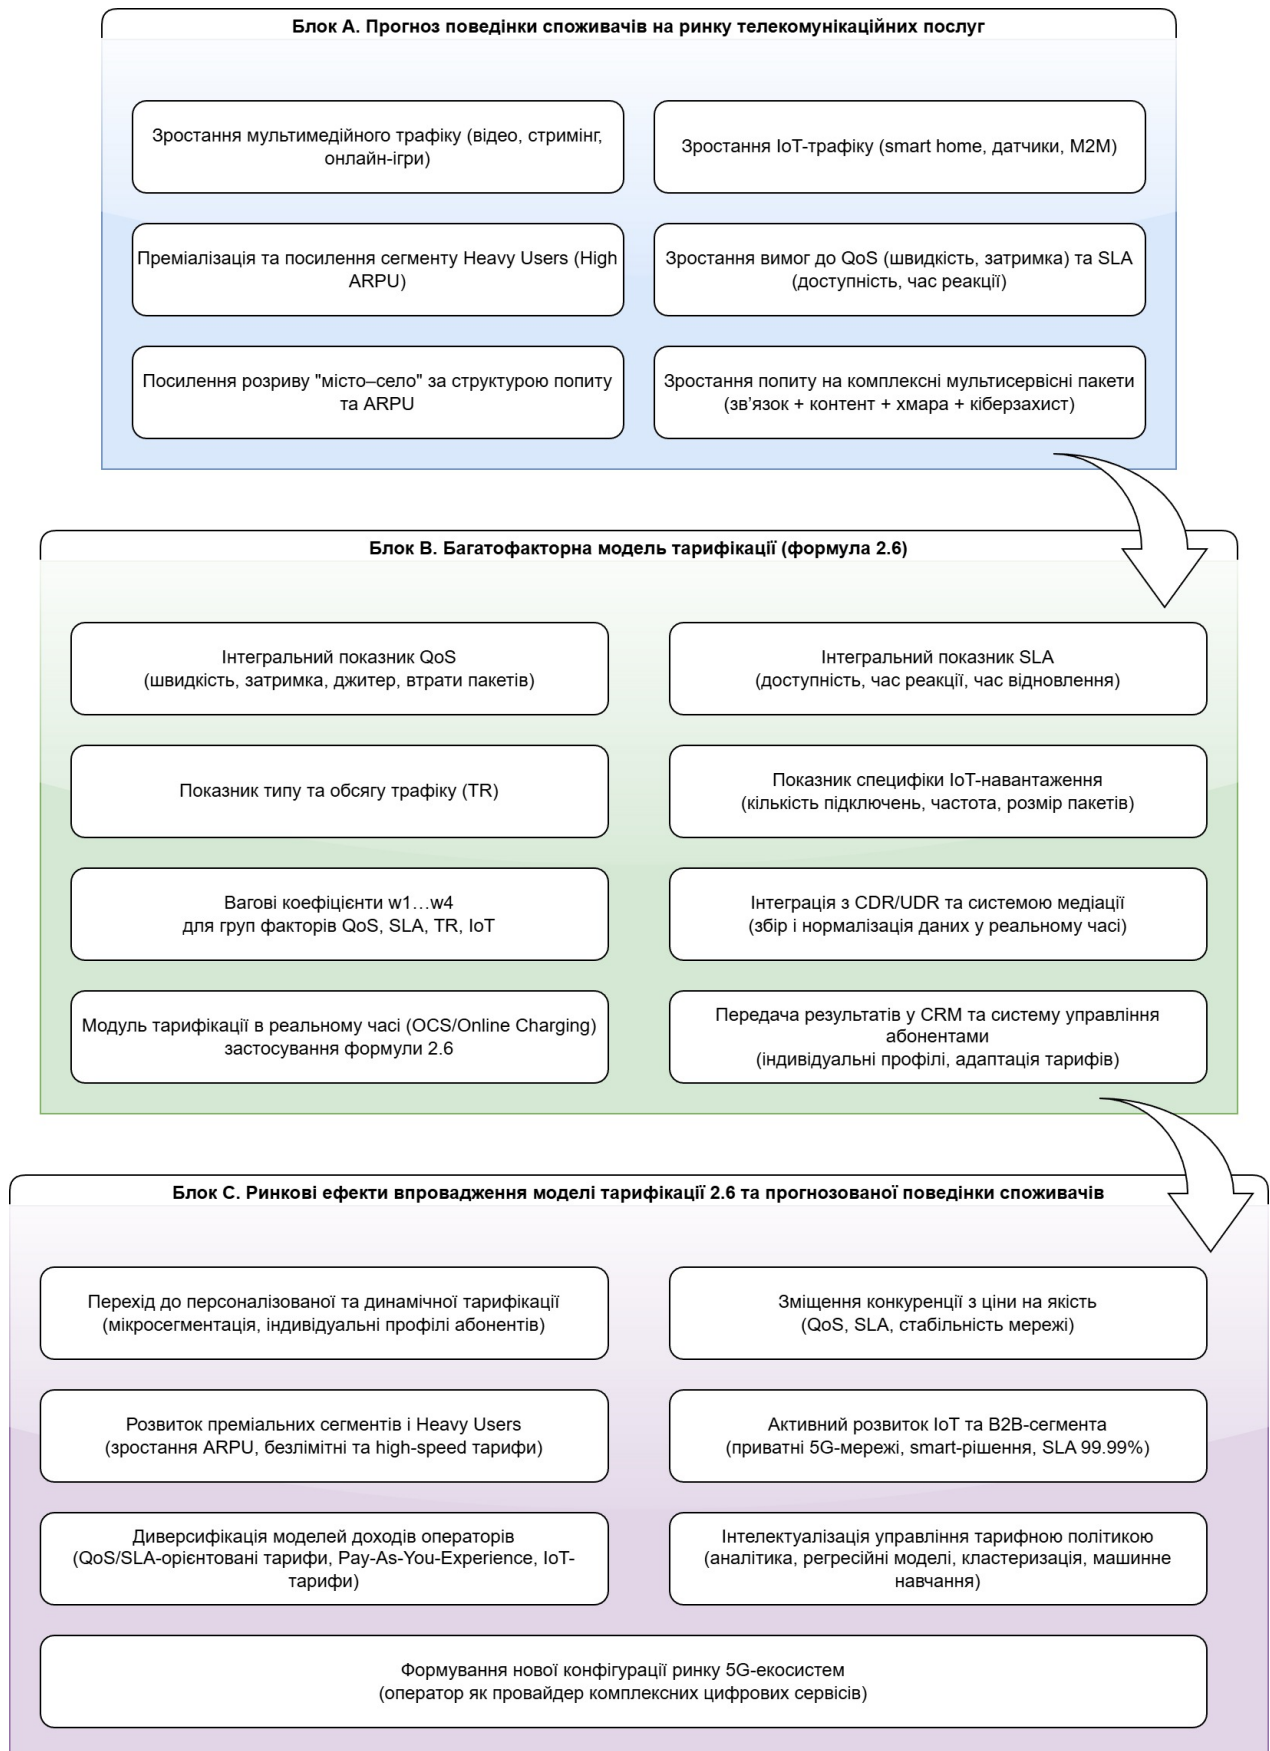 Блок А. Прогноз поведінки споживачів на ринку телекомунікаційних послуг
Зростання мультимедійного трафіку (відео, стримінг,
онлайн-ігри)
Зростання IoT-трафіку (smart home, датчики, M2M)
Преміалізація та посилення сегменту Heavy Users (High
ARPU)
Зростання вимог до QoS (швидкість, затримка) та SLA
(доступність, час реакції)
Посилення розриву "місто–село" за структурою попиту
та ARPU
Зростання попиту на комплексні мультисервісні пакети
(зв’язок + контент + хмара + кіберзахист)
Блок В. Багатофакторна модель тарифікації (формула 2.6)
Інтегральний показник QoS
(швидкість, затримка, джитер, втрати пакетів)
Інтегральний показник SLA
(доступність, час реакції, час відновлення)
Показник типу та обсягу трафіку (TR)
Показник специфіки IoT-навантаження
(кількість підключень, частота, розмір пакетів)
Вагові коефіцієнти w1…w4
для груп факторів QoS, SLA, TR, IoT
Інтеграція з CDR/UDR та системою медіації
(збір і нормалізація даних у реальному часі)
Модуль тарифікації в реальному часі (OCS/Online Charging)
застосування формули 2.6
Передача результатів у CRM та систему управління
абонентами
(індивідуальні профілі, адаптація тарифів)
Блок С. Ринкові ефекти впровадження моделі тарифікації 2.6 та прогнозованої поведінки споживачів
Перехід до персоналізованої та динамічної тарифікації
(мікросегментація, індивідуальні профілі абонентів)
Зміщення конкуренції з ціни на якість
(QoS, SLA, стабільність мережі)
Розвиток преміальних сегментів і Heavy Users
(зростання ARPU, безлімітні та high-speed тарифи)
Активний розвиток IoT та B2B-сегмента
(приватні 5G-мережі, smart-рішення, SLA 99.99%)
Диверсифікація моделей доходів операторів
(QoS/SLA-орієнтовані тарифи, Pay-As-You-Experience, IoT-
тарифи)
Інтелектуалізація управління тарифною політикою
(аналітика, регресійні моделі, кластеризація, машинне
навчання)
Формування нової конфігурації ринку 5G-екосистем
(оператор як провайдер комплексних цифрових сервісів)